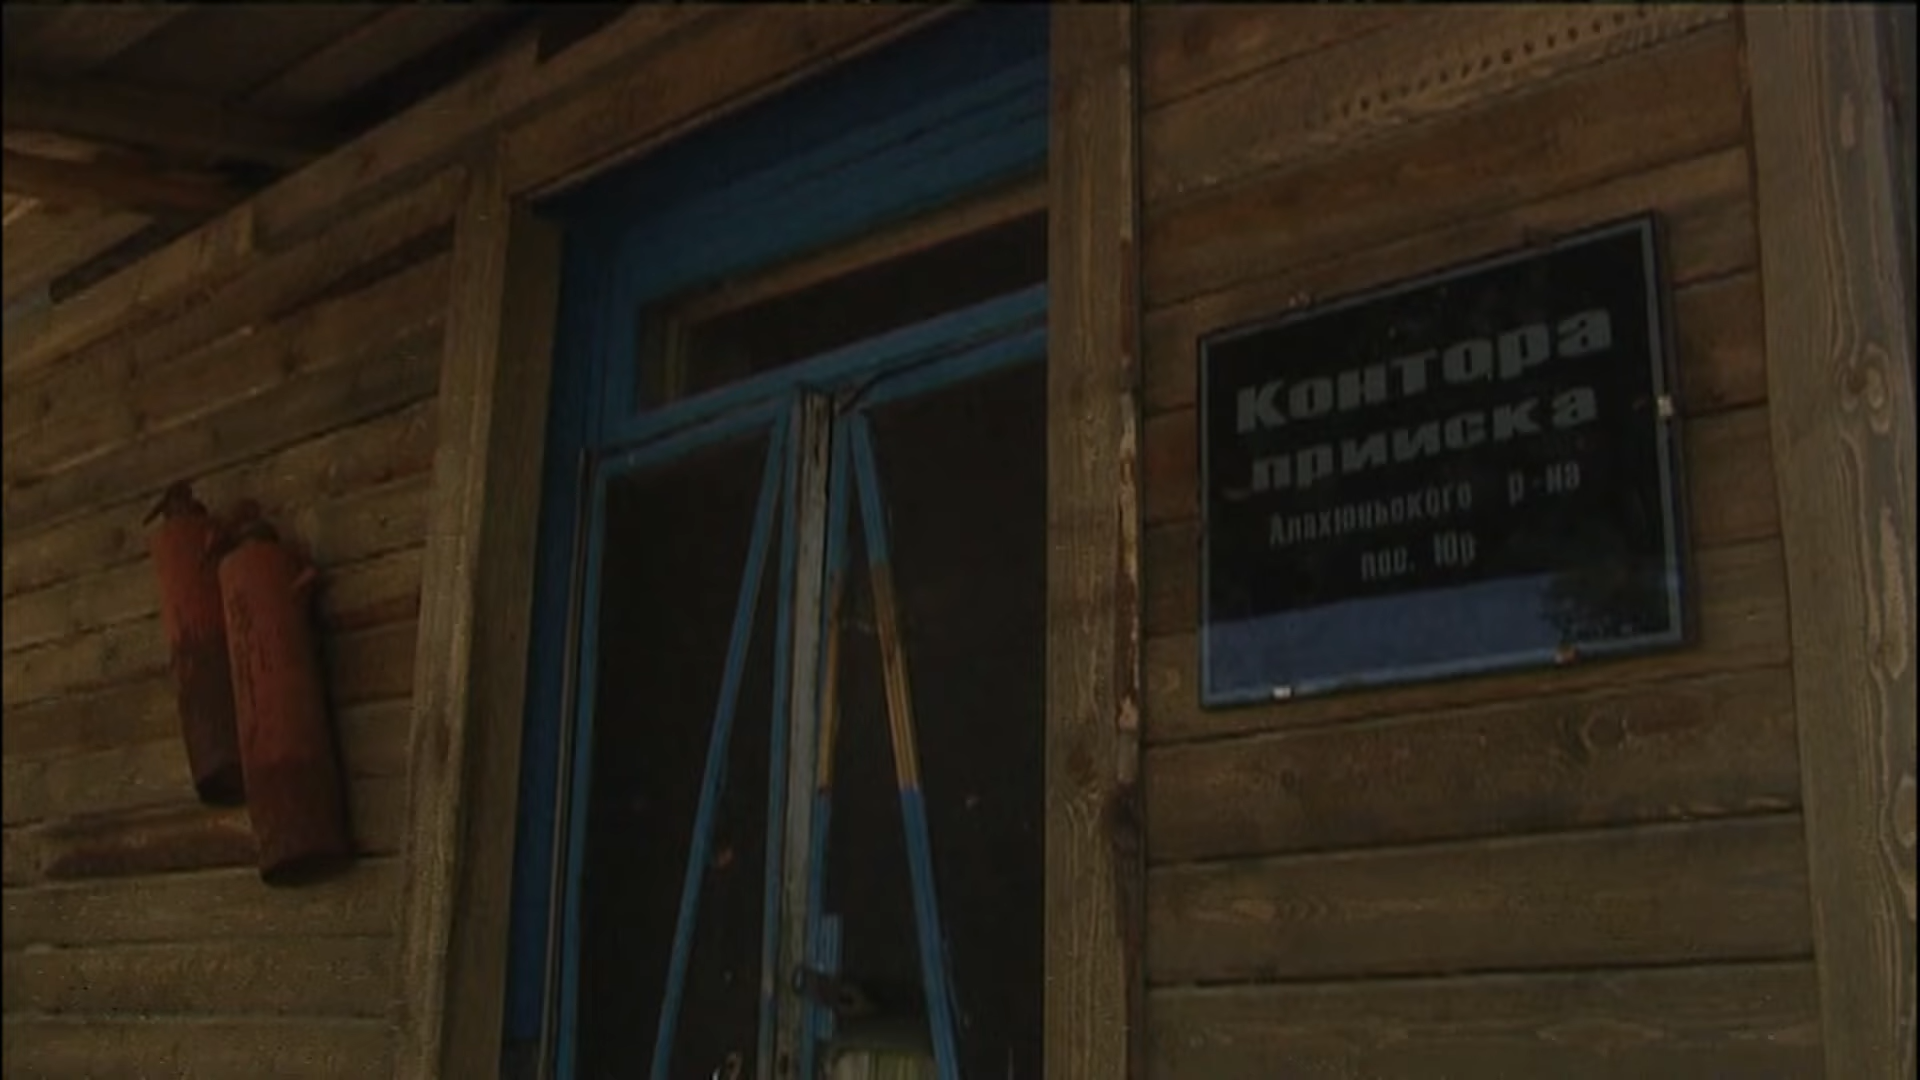 Контора
прииска
Алахюньского р-на
пос. Юр